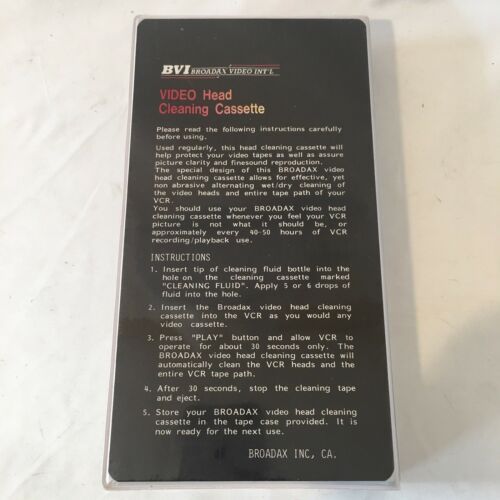 BVI BROADAX VIDEO INT'L
VIDEO Head
Cleaning Cassette
Please read the following instructions carefully
before using.
Used regularly, this head cleaning cassette will
help protect your video tapes as well as assure
picture clarity and finesound reproduction.
The special design of this BROADAX video
head cleaning cassette allows for effective, yet
non abrasive alternating wet/dry cleaning of
the video heads and entire tape path of your
VCR.
You should use your BROADAX video head
cleaning cassette whenever you feel your VCR
picture is not what it should be, or
approximately every 40-50 hours of VCR
recording/playback use.
INSTRUCTIONS
1. Insert tip of cleaning fluid bottle into the
hole on the cleaning cassette marked
"CLEANING FLUID". Apply 5 or 6 drops of
fluid into the hole.
2. Insert the Broadax video head cleaning
cassette into the VCR as you would any
video cassette.
3. Press "PLAY" button and allow VCR to
operate for about 30 seconds only. The
BROADAX video head cleaning cassette will
automatically clean the VCR heads and the
entire VCR tape path.
4. After 30 seconds, stop the cleaning tape
and eject.
5. Store your BROADAX video head cleaning
cassette in the tape case provided. It is
now ready for the next use.
BROADAX INC, CA.